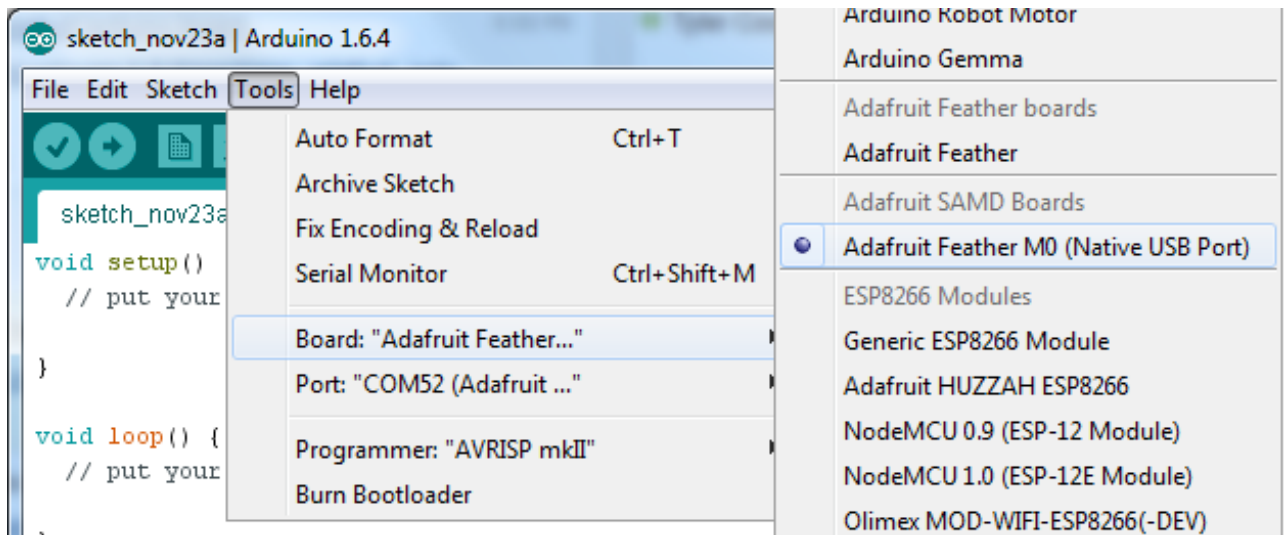 sketch_nov23a | Arduino 1.6.4
File Edit Sketch Tools Help
Auto Format Ctrl+T
Archive Sketch
Fix Encoding & Reload
Serial Monitor Ctrl+Shift+M
Board: "Adafruit Feather..."
Port: "COM52 (Adafruit ..."
Programmer: "AVRISP mkII"
Burn Bootloader
sketch_nov23a
void setup()
// put your
}
void loop() {
// put your
Arduino Robot Motor
Arduino Gemma
Adafruit Feather boards
Adafruit Feather
Adafruit SAMD Boards
Adafruit Feather M0 (Native USB Port)
ESP8266 Modules
Generic ESP8266 Module
Adafruit HUZZAH ESP8266
NodeMCU 0.9 (ESP-12 Module)
NodeMCU 1.0 (ESP-12E Module)
Olimex MOD-WIFI-ESP8266(-DEV)